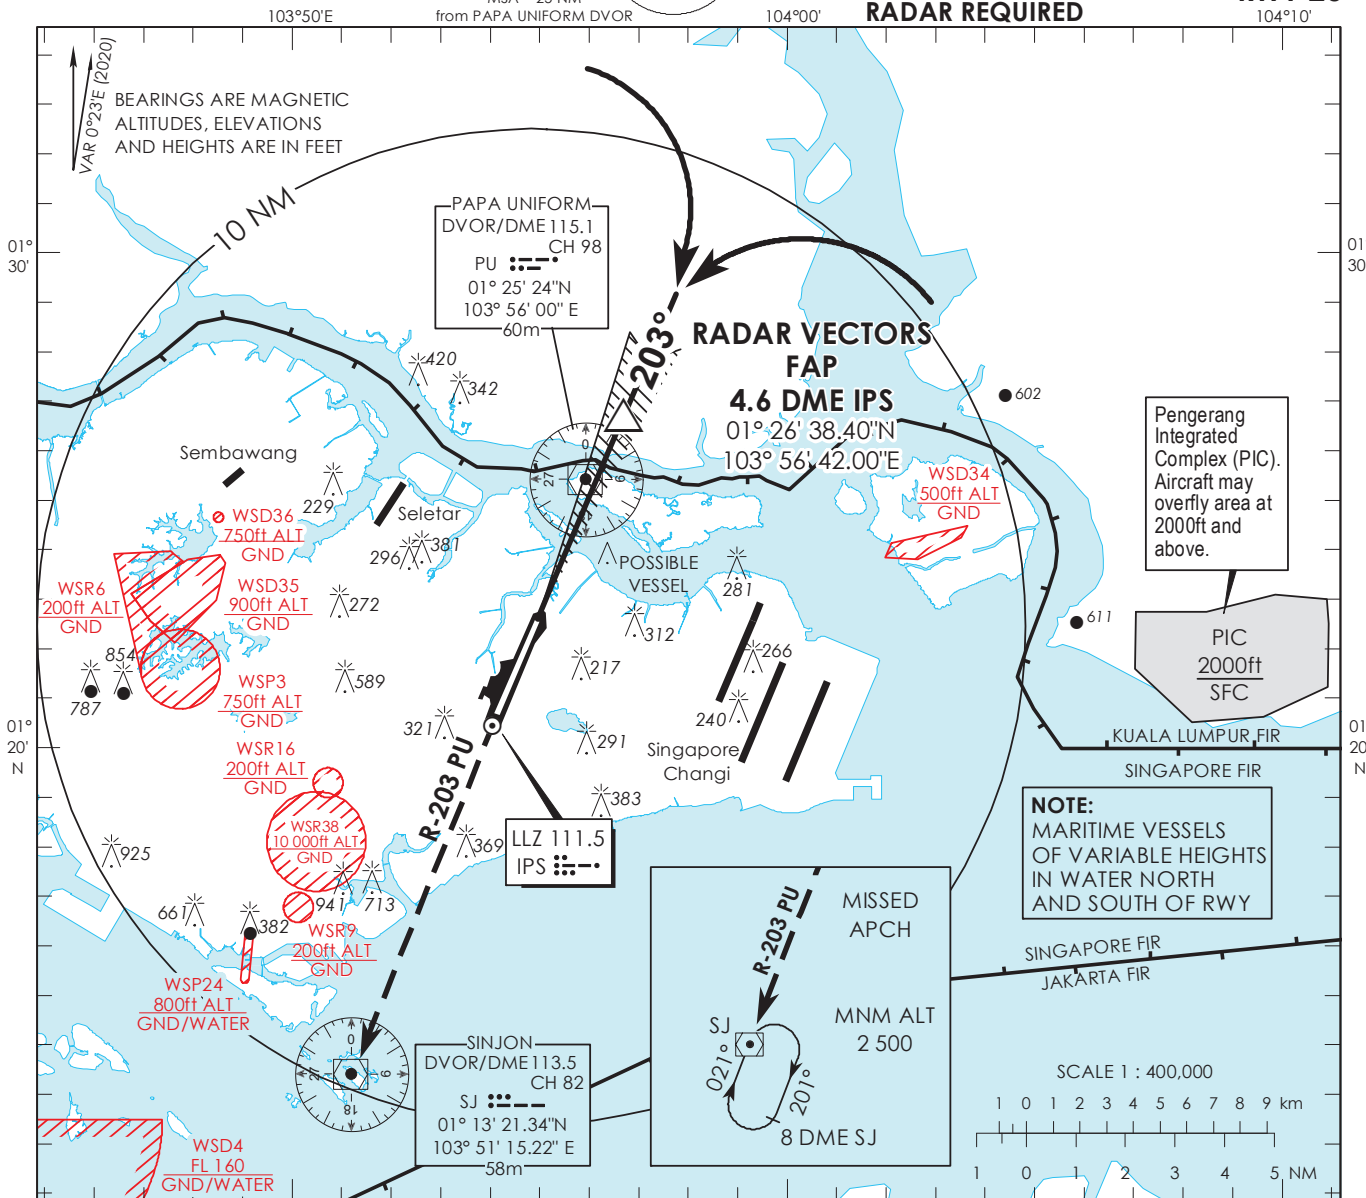 103°50'E
from PAPA UNIFORM DVOR
104°00'
RADAR REQUIRED
104°10'
VAR 0°23'E (2020)
BEARINGS ARE MAGNETIC
ALTITUDES, ELEVATIONS
AND HEIGHTS ARE IN FEET
10 NM
01°
30'
01
30
PAPA UNIFORM
DVOR/DME 115.1
CH 98
PU
01° 25' 24"N
103° 56' 00" E
60m
203°
RADAR VECTORS
FAP
4.6 DME IPS
01° 26' 38.40"N
103° 56' 42.00"E
420
342
602
Pengerang
Integrated
Complex (PIC).
Aircraft may
overfly area at
2000ft and
above.
Sembawang
229
Seletar
296
381
WSD36
750ft ALT
GND
WSD35
900ft ALT
GND
WSR6
200ft ALT
GND
272
WSD34
500ft ALT
GND
0
9
27
POSSIBLE
VESSEL
281
312
611
PIC
2000ft
SFC
854
787
WSP3
750ft ALT
GND
589
217
266
321
240
291
Singapore
Changi
01°
20'
N
01
20
N
KUALA LUMPUR FIR
SINGAPORE FIR
WSR16
200ft ALT
GND
R-203 PU
383
WSR38
10 000ft ALT
GND
369
LLZ 111.5
IPS
NOTE:
MARITIME VESSELS
OF VARIABLE HEIGHTS
IN WATER NORTH
AND SOUTH OF RWY
925
661
382
941
713
WSR9
200ft ALT
GND
WSP24
800ft ALT
GND/WATER
R-203 PU
MISSED
APCH
MNM ALT
2 500
SJ
021°
201°
8 DME SJ
SINGAPORE FIR
JAKARTA FIR
0
9
18
27
SINJON
DVOR/DME 113.5
CH 82
SJ
01° 13' 21.34"N
103° 51' 15.22" E
58m
WSD4
FL 160
GND/WATER
SCALE 1 : 400,000
1 0 1 2 3 4 5 6 7 8 9 km
1 0 1 2 3 4 5 NM